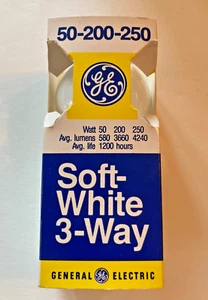 50-200-250
GE
Watt 50 200 250
Avg. lumens 580 3660 4240
Avg. life 1200 hours
Soft-
White
3-Way
GENERAL GE ELECTRIC